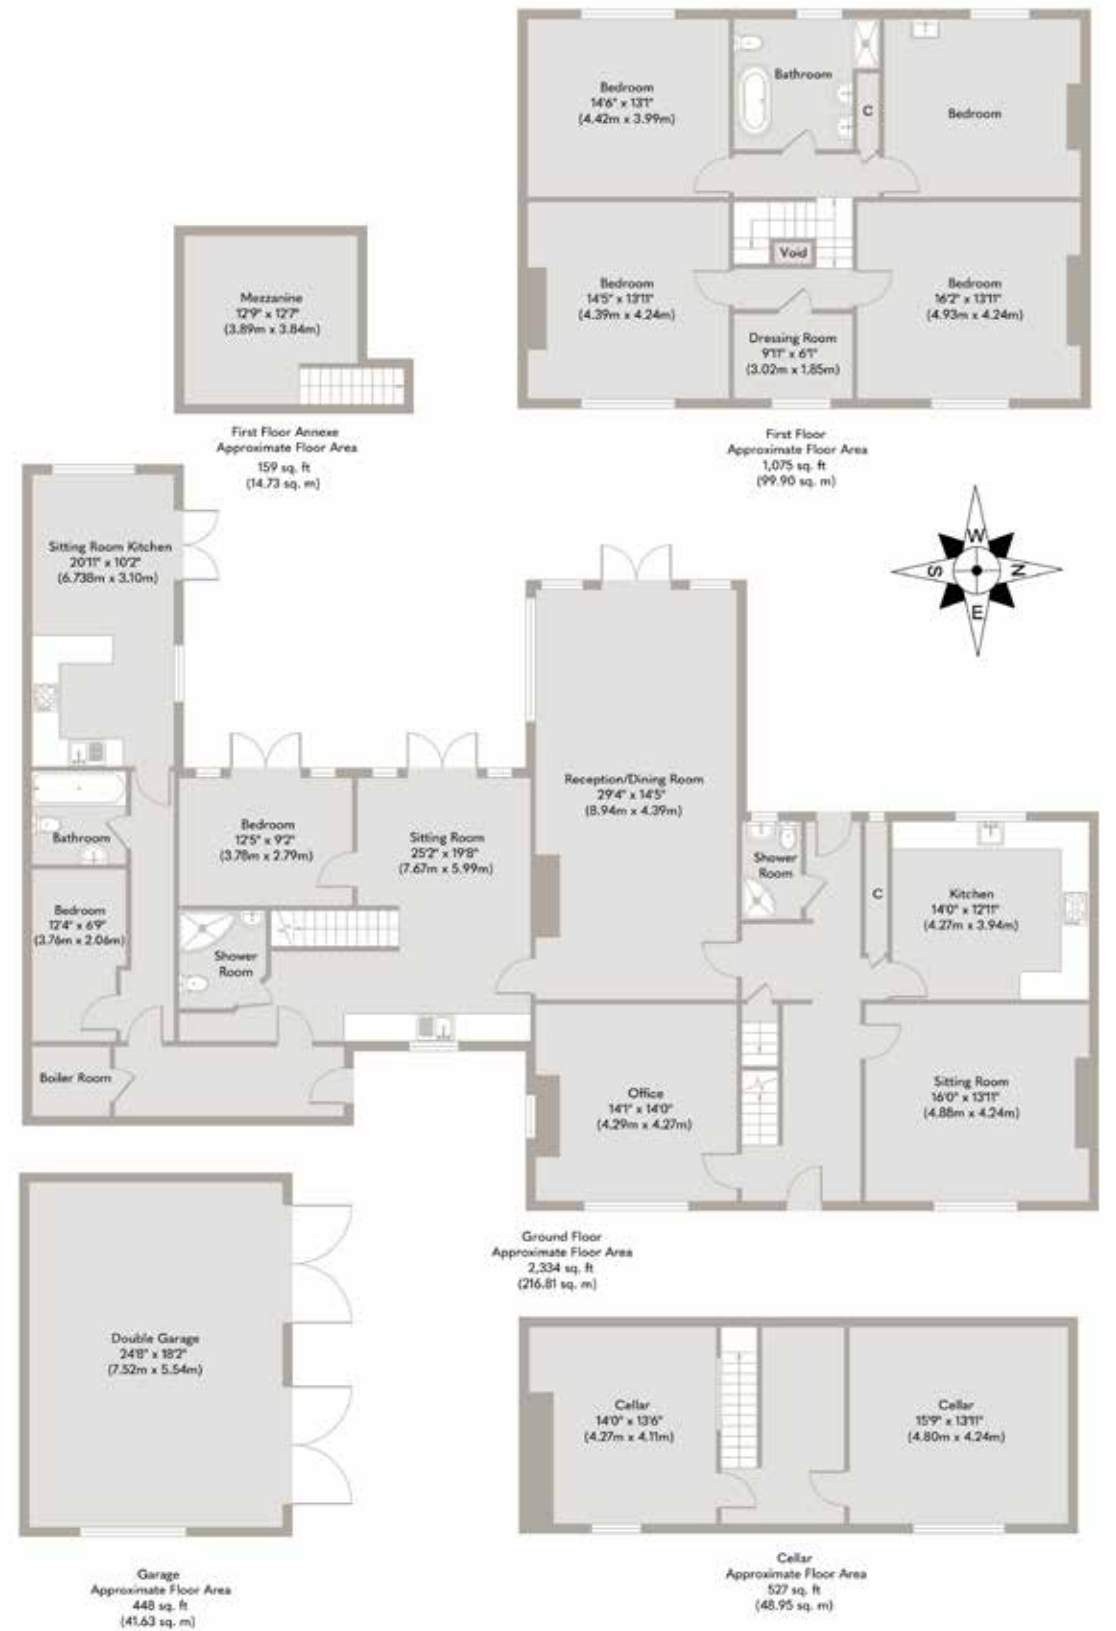 Bedroom
14'6" x 13'1"
(4.42m x 3.99m)
Bathroom
C
Bedroom
Void
Bedroom
14'5" x 13'11"
(4.39m x 4.24m)
Bedroom
16'2" x 13'11"
(4.93m x 4.24m)
Dressing Room
9'11" x 6'1"
(3.02m x 1.85m)
First Floor
Approximate Floor Area
1,075 sq. ft
(99.90 sq. m)
Mezzanine
12'9" x 12'7"
(3.89m x 3.84m)
First Floor Annexe
Approximate Floor Area
159 sq. ft
(14.73 sq. m)
W
S
N
E
Sitting Room Kitchen
20'11" x 10'2"
(6.738m x 3.10m)
Bathroom
Bedroom
12'4" x 6'9"
(3.76m x 2.06m)
Boiler Room
Bedroom
12'5" x 9'2"
(3.78m x 2.79m)
Shower
Room
Sitting Room
25'2" x 19'8"
(7.67m x 5.99m)
Reception/Dining Room
29'4" x 14'5"
(8.94m x 4.39m)
Shower
Room
C
Kitchen
14'0" x 12'11"
(4.27m x 3.94m)
Office
14'1" x 14'0"
(4.29m x 4.27m)
Sitting Room
16'0" x 13'11"
(4.88m x 4.24m)
Ground Floor
Approximate Floor Area
2,334 sq. ft
(216.81 sq. m)
Double Garage
24'8" x 18'2"
(7.52m x 5.54m)
Garage
Approximate Floor Area
448 sq. ft
(41.63 sq. m)
Cellar
14'0" x 13'6"
(4.27m x 4.11m)
Cellar
15'9" x 13'11"
(4.80m x 4.24m)
Cellar
Approximate Floor Area
527 sq. ft
(48.95 sq. m)